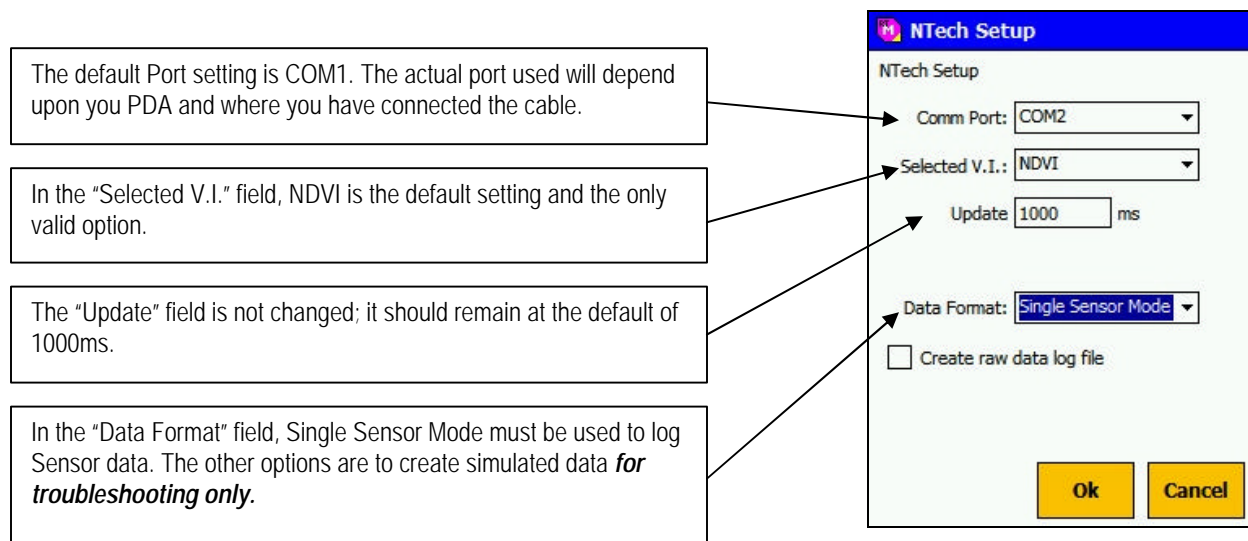 The default Port setting is COM1. The actual port used will depend
upon you PDA and where you have connected the cable.
In the “Selected V.I.” field, NDVI is the default setting and the only
valid option.
The “Update” field is not changed; it should remain at the default of
1000ms.
In the “Data Format” field, Single Sensor Mode must be used to log
Sensor data. The other options are to create simulated data for
troubleshooting only.
NTech Setup
NTech Setup
Comm Port: COM2
Selected V.I.: NDVI
Update 1000 ms
Data Format: Single Sensor Mode
Create raw data log file
Ok Cancel